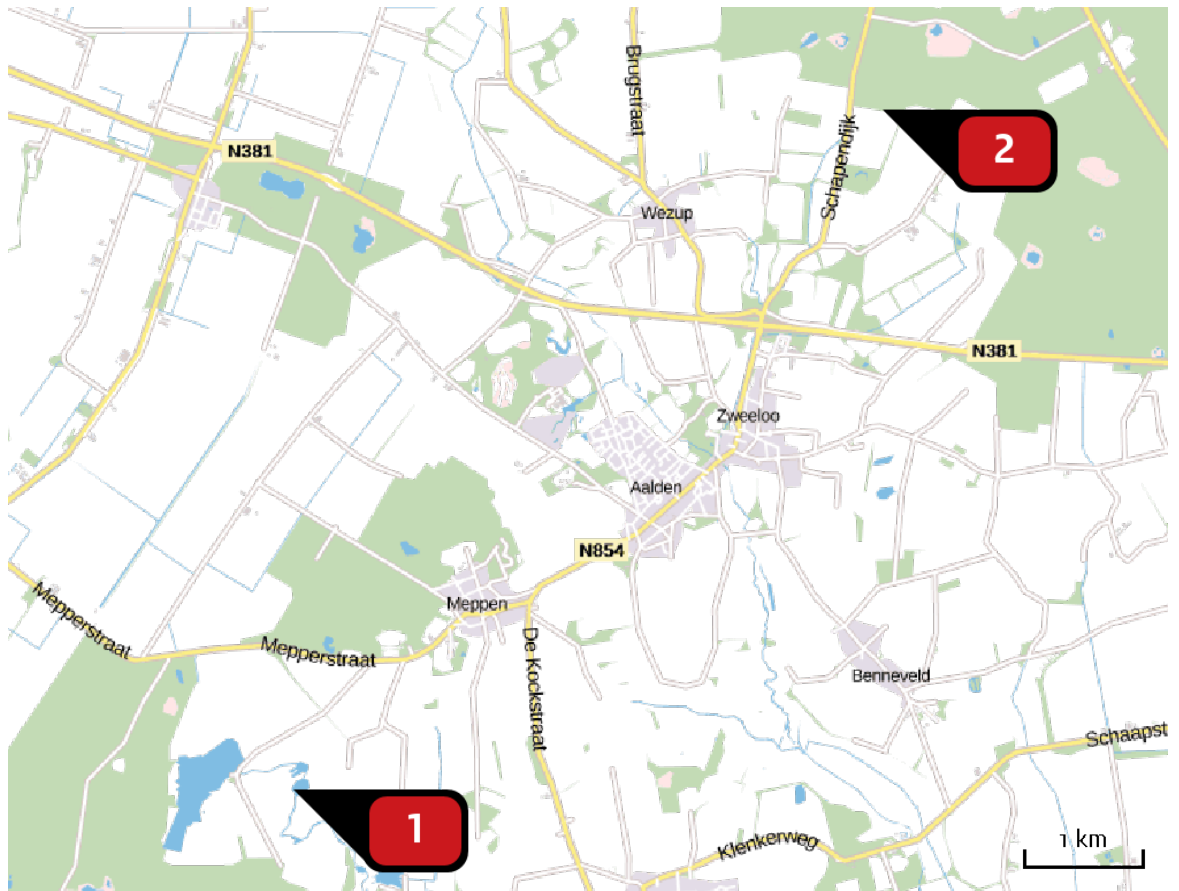 Brugstraat
N381
2
Schapendijk
Wezup
N381
Zweeloo
Aalden
N854
Meppen
Mepperstraat
Mepperstraat
De Kockstraat
Benneveld
Schaapst
1
Klenkerweg
1 km